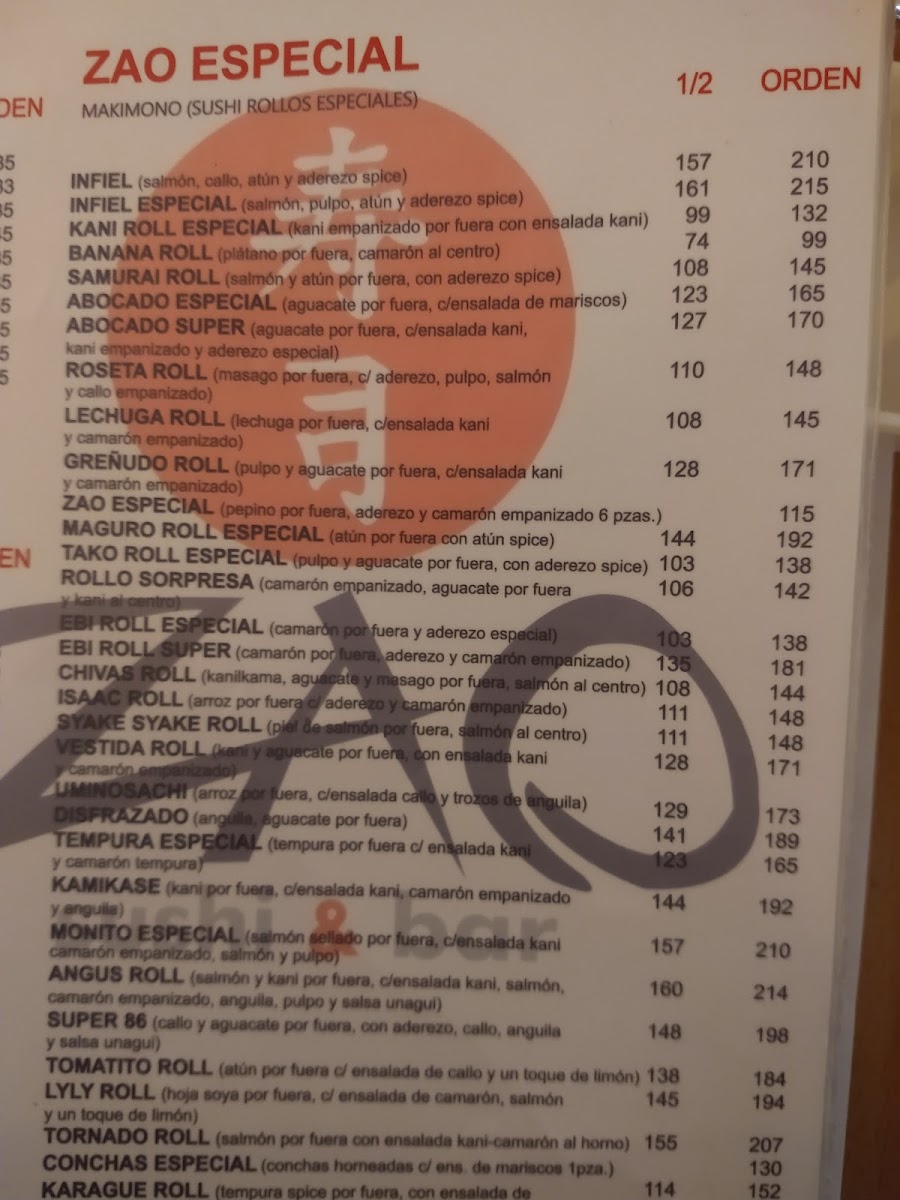 ZAO ESPECIAL
MAKIMONO (SUSHI ROLLOS ESPECIALES) 1/2 ORDEN
INFIEL (salmón, callo, atún y aderezo spice) 157 210
INFIEL ESPECIAL (salmón, pulpo, atún y aderezo spice) 161 215
KANI ROLL ESPECIAL (kani empanizado por fuera con ensalada kani) 99 132
BANANA ROLL (plátano por fuera, camarón al centro) 74 99
SAMURAI ROLL (salmón y atún por fuera, con aderezo spice) 108 145
ABOCADO ESPECIAL (aguacate por fuera, c/ensalada de mariscos) 123 165
ABOCADO SUPER (aguacate por fuera, c/ensalada kani, 127 170
kani empanizado y aderezo especial)
ROSETA ROLL (masago por fuera, c/ aderezo, pulpo, salmón 110 148
y callo empanizado)
LECHUGA ROLL (lechuga por fuera, c/ensalada kani 108 145
y camarón empanizado)
GREÑUDO ROLL (pulpo y aguacate por fuera, c/ensalada kani 128 171
y camarón empanizado)
ZAO ESPECIAL (pepino por fuera, aderezo y camarón empanizado 6 pzas.) 115
MAGURO ROLL ESPECIAL (atún por fuera con atún spice) 144 192
TAKO ROLL ESPECIAL (pulpo y aguacate por fuera, con aderezo spice) 103 138
ROLLO SORPRESA (camarón empanizado, aguacate por fuera 106 142
y kani al centro)
EBI ROLL ESPECIAL (camarón por fuera y aderezo especial) 103 138
EBI ROLL SUPER (camarón por fuera, aderezo y camarón empanizado) 135 181
CHIVAS ROLL (kanilkama, aguacate y masago por fuera, salmón al centro) 108 144
ISAAC ROLL (arroz por fuera c/ aderezo y camarón empanizado) 111 148
SYAKE SYAKE ROLL (piel de salmón por fuera, salmón al centro) 111 148
VESTIDA ROLL (kani y aguacate por fuera, con ensalada kani 128 171
y camarón empanizado)
UMINOSACHI (arroz por fuera, c/ensalada callo y trozos de anguila) 129 173
DISFRAZADO (anguila, aguacate por fuera) 141 189
TEMPURA ESPECIAL (tempura por fuera c/ ensalada kani 123 165
y camarón tempura)
KAMIKASE (kani por fuera, c/ensalada kani, camarón empanizado 144 192
y anguila)
MONITO ESPECIAL (salmón sellado por fuera, c/ensalada kani 157 210
camarón empanizado, salmón y pulpo)
ANGUS ROLL (salmón y kani por fuera, c/ensalada kani, salmón, 160 214
camarón empanizado, anguila, pulpo y salsa unagui)
SUPER 86 (callo y aguacate por fuera, con aderezo, callo, anguila 148 198
y salsa unagui)
TOMATITO ROLL (atún por fuera c/ ensalada de callo y un toque de limón) 138 184
LYLY ROLL (hoja soya por fuera, c/ ensalada de camarón, salmón 145 194
y un toque de limón)
TORNADO ROLL (salmón por fuera con ensalada kani-camarón al horno) 155 207
CONCHAS ESPECIAL (conchas horneadas c/ ens. de mariscos 1pza.) 130
KARAGUE ROLL (tempura spice por fuera, con ensalada de 114 152
ZAO
sushi & bar